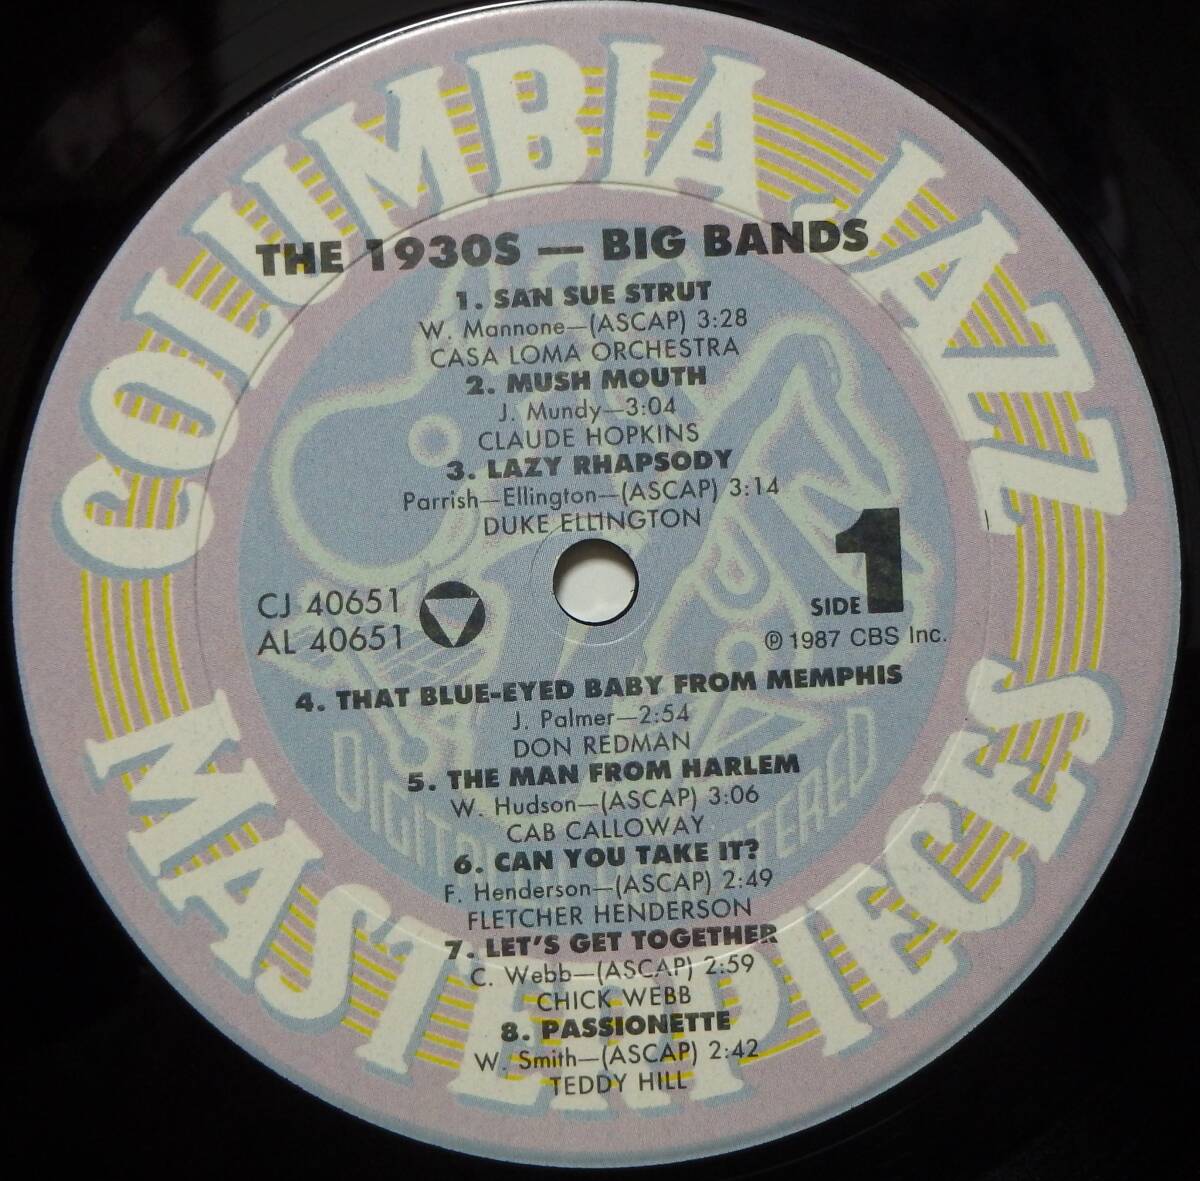 COLUMBIA JAZZ
MASTERPIECES
THE 1930S — BIG BANDS
1. SAN SUE STRUT
W. Mannone—(ASCAP) 3:28
CASA LOMA ORCHESTRA
2. MUSH MOUTH
J. Mundy—3:04
CLAUDE HOPKINS
3. LAZY RHAPSODY
Parrish—Ellington—(ASCAP) 3:14
DUKE ELLINGTON
CJ 40651
AL 40651
SIDE 1
℗ 1987 CBS Inc.
4. THAT BLUE-EYED BABY FROM MEMPHIS
J. Palmer—2:54
DON REDMAN
5. THE MAN FROM HARLEM
W. Hudson—(ASCAP) 3:06
CAB CALLOWAY
6. CAN YOU TAKE IT?
F. Henderson—(ASCAP) 2:49
FLETCHER HENDERSON
7. LET'S GET TOGETHER
C. Webb—(ASCAP) 2:59
CHICK WEBB
8. PASSIONETTE
W. Smith—(ASCAP) 2:42
TEDDY HILL